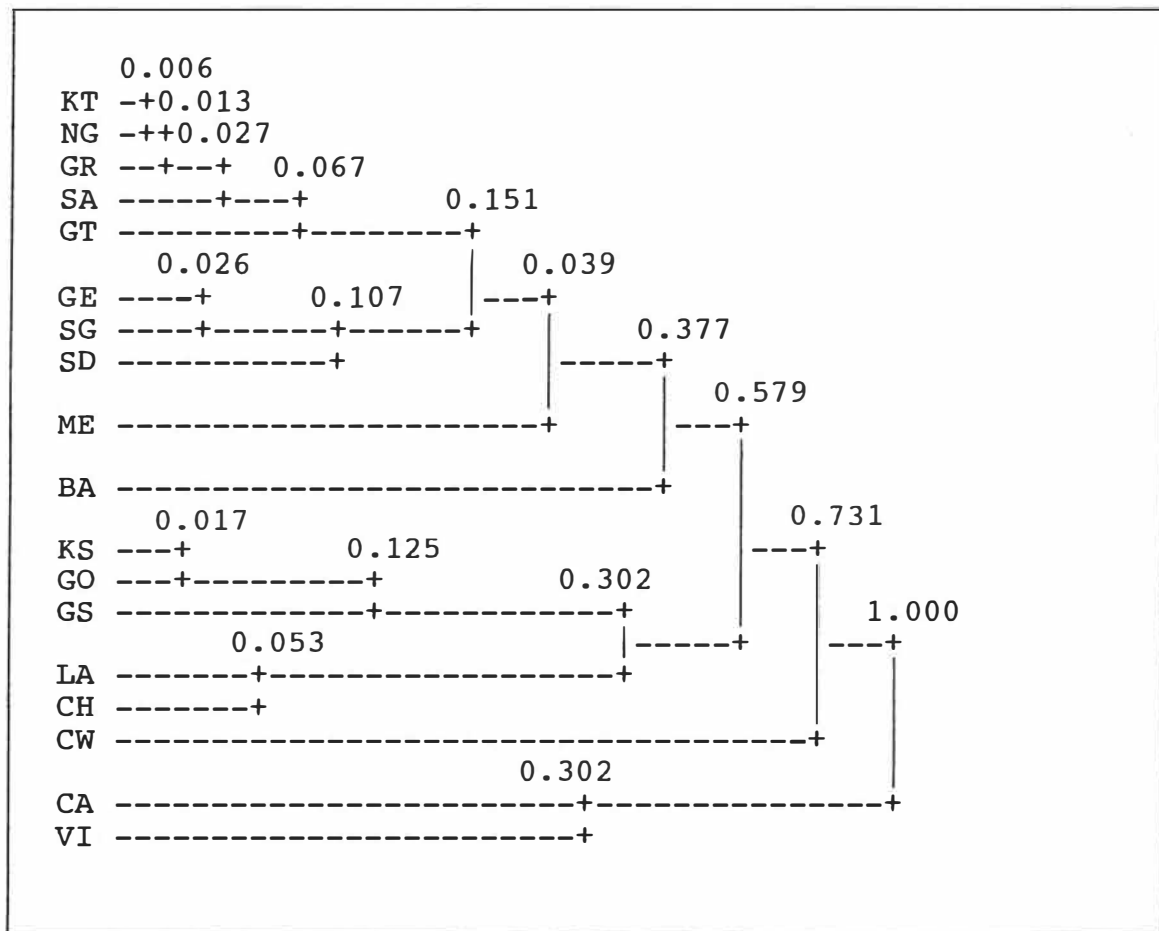 0.006
KT -+0.013
NG -++0.027
GR --+--+ 0.067
SA -----+---+ 0.151
GT ---------+--------+
0.026 0.039
GE ----+ 0.107 ---+
SG ----+------+------+ 0.377
SD -----------+ -----+
0.579
ME ----------------------+ ---+
BA ----------------------------+
0.017 0.731
KS ---+ 0.125 ---+
GO ---+---------+ 0.302
GS -------------+------------+ 1.000
0.053 -----+ ---+
LA -------+------------------+
CH -------+
CW ------------------------------------+
0.302
CA ------------------------+---------------+
VI ------------------------+